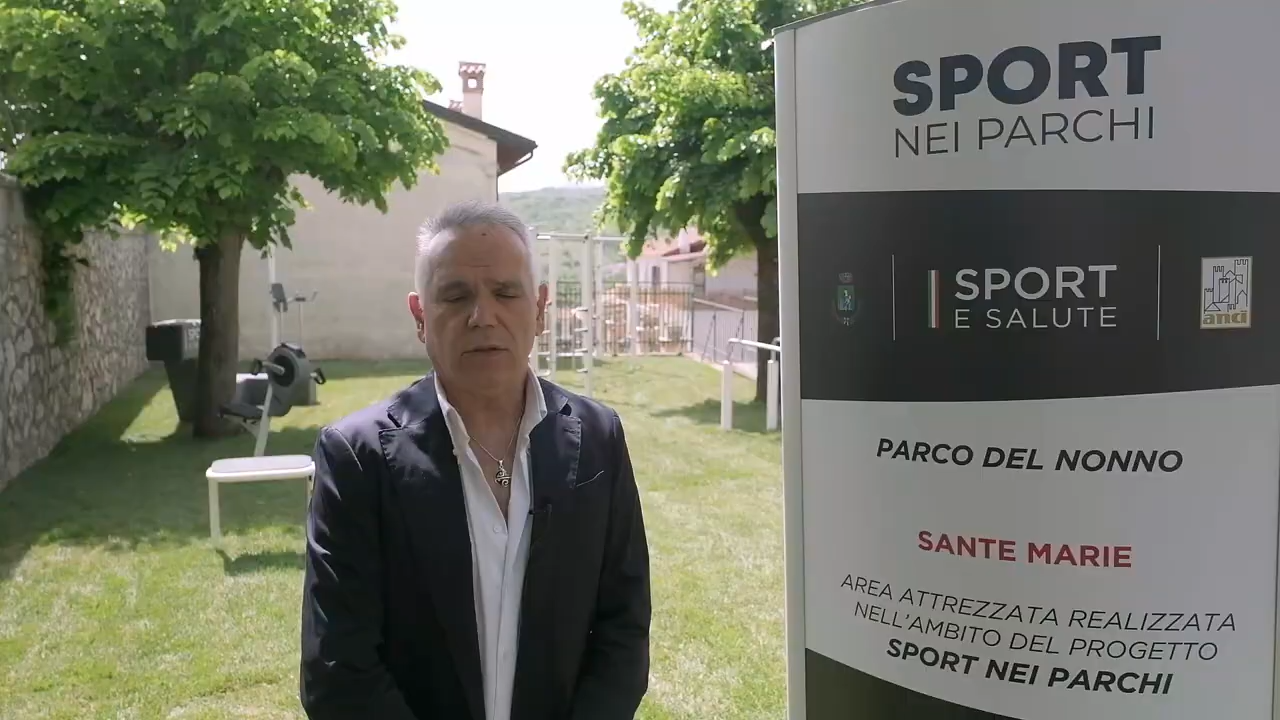 SPORT
NEI PARCHI
SPORT
E SALUTE
anci
PARCO DEL NONNO
SANTE MARIE
AREA ATTREZZATA REALIZZATA
NELL'AMBITO DEL PROGETTO
SPORT NEI PARCHI